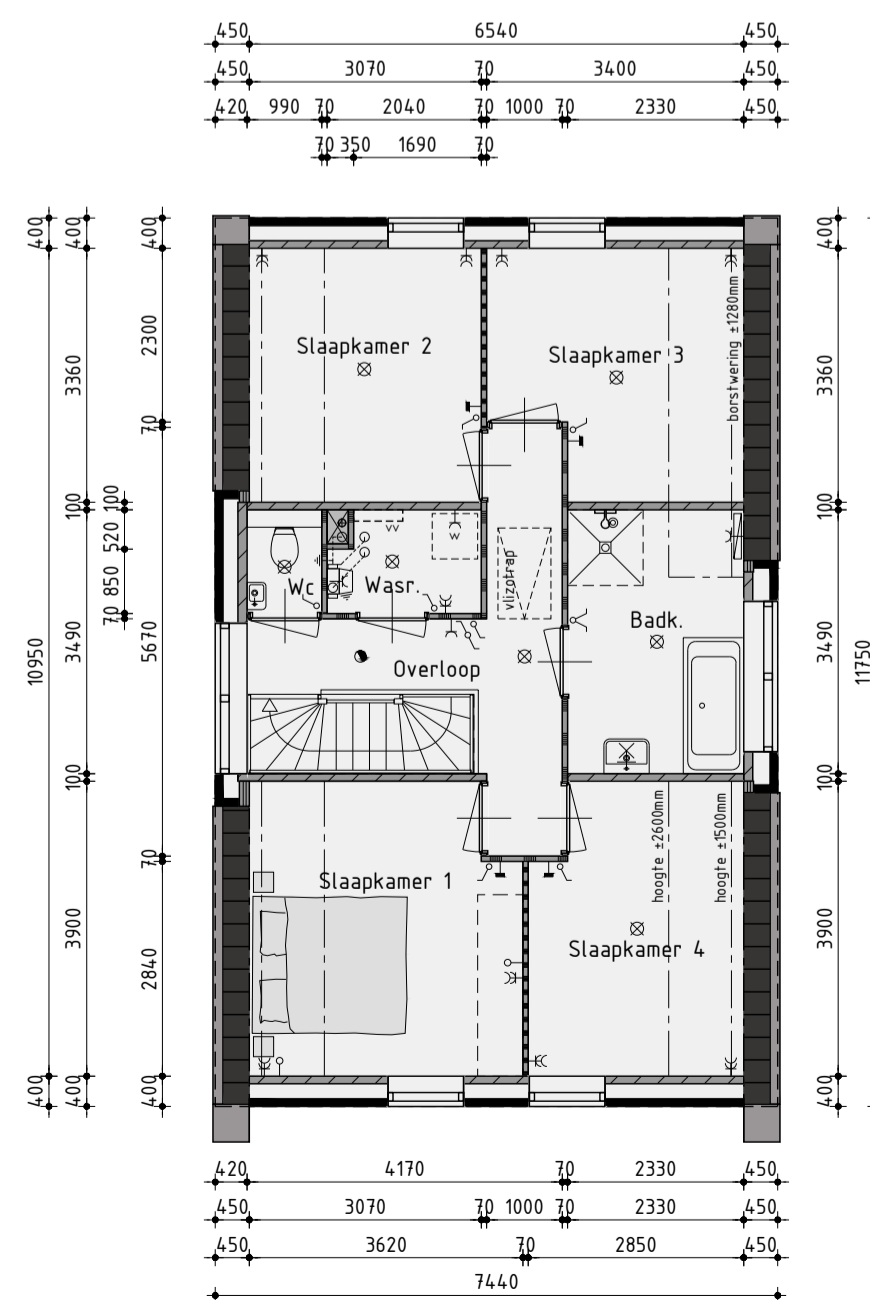 450 6540 450
450 3070 70 3400 450
420 990 70 2040 70 1000 70 2330 450
70 350 1690 70
400 400 400 400
2300
3360 3360
70
100 100 100
520
850
70
10950 3490 5670 3490 11750
100 100
70
3900 3900
2840
400 400 400 400
Slaapkamer 2
Slaapkamer 3
borstwering ±1280mm
Wc
Wasr.
vlizotrap
Badk.
Overloop
hoogte ±2600mm
hoogte ±1500mm
Slaapkamer 1
Slaapkamer 4
420 4170 70 2330 450
450 3070 70 1000 70 2330 450
450 3620 70 2850 450
7440